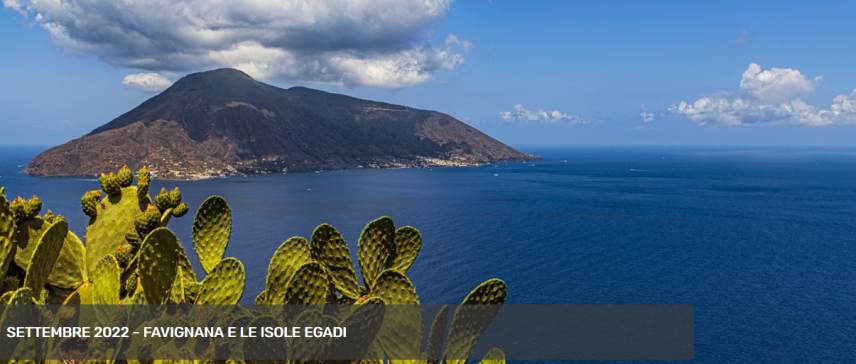 SETTEMBRE 2022 - FAVIGNANA E LE ISOLE EGADI